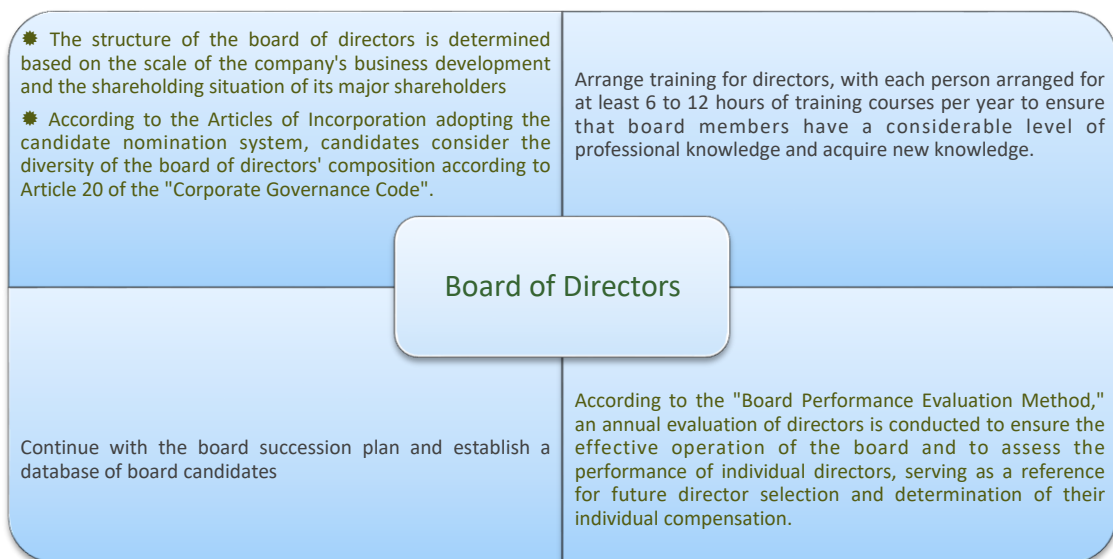 ✹ The structure of the board of directors is determined
based on the scale of the company's business development
and the shareholding situation of its major shareholders
✹ According to the Articles of Incorporation adopting the
candidate nomination system, candidates consider the
diversity of the board of directors' composition according to
Article 20 of the "Corporate Governance Code".
Arrange training for directors, with each person arranged for
at least 6 to 12 hours of training courses per year to ensure
that board members have a considerable level of
professional knowledge and acquire new knowledge.
Board of Directors
Continue with the board succession plan and establish a
database of board candidates
According to the "Board Performance Evaluation Method,"
an annual evaluation of directors is conducted to ensure the
effective operation of the board and to assess the
performance of individual directors, serving as a reference
for future director selection and determination of their
individual compensation.